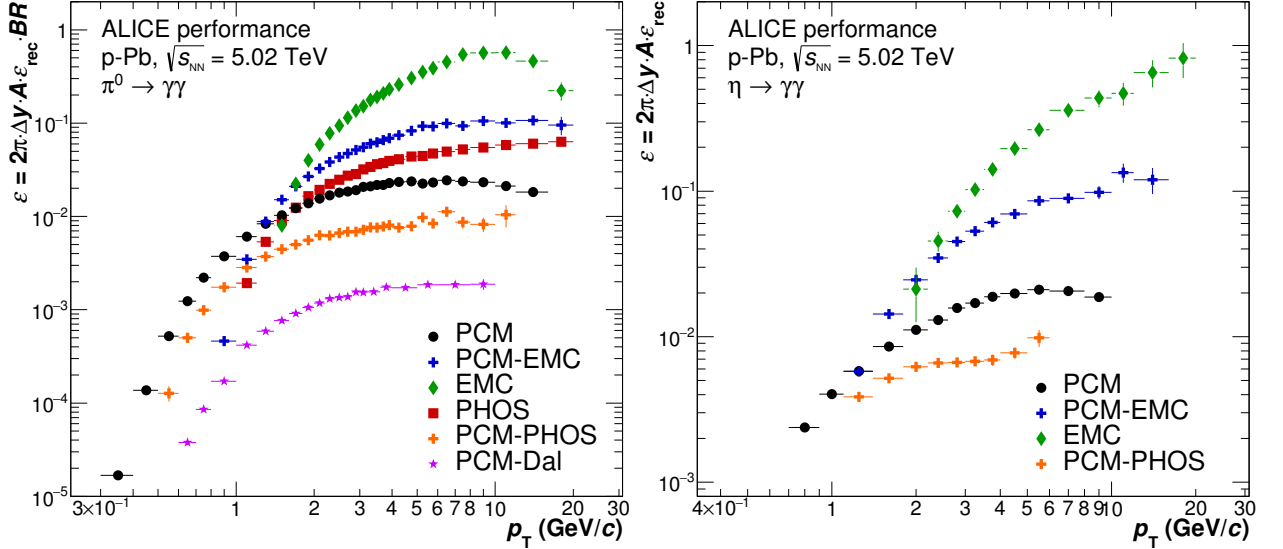 ε = 2π·Δy·A·ε_rec·BR
ALICE performance
p-Pb, √s_NN = 5.02 TeV
π⁰ → γγ
1
10⁻¹
10⁻²
10⁻³
10⁻⁴
10⁻⁵
PCM
PCM-EMC
EMC
PHOS
PCM-PHOS
PCM-Dal
3×10⁻¹ 1 2 3 4 5 6 7 8 10 20 30
p_T (GeV/c)
ε = 2π·Δy·A·ε_rec
ALICE performance
p-Pb, √s_NN = 5.02 TeV
η → γγ
1
10⁻¹
10⁻²
10⁻³
PCM
PCM-EMC
EMC
PCM-PHOS
4×10⁻¹ 1 2 3 4 5 6 7 8 910 20 30
p_T (GeV/c)